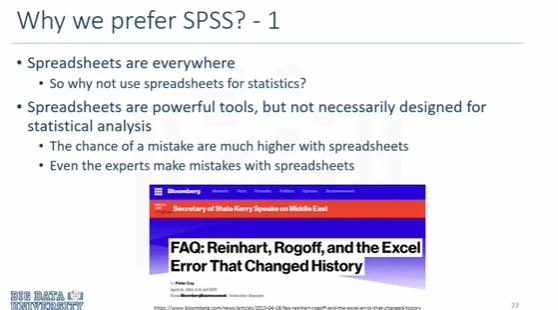 Why we prefer SPSS? - 1
• Spreadsheets are everywhere
• So why not use spreadsheets for statistics?
• Spreadsheets are powerful tools, but not necessarily designed for
statistical analysis
• The chance of a mistake are much higher with spreadsheets
• Even the experts make mistakes with spreadsheets
Bloomberg Markets Tech Pursuits Politics Opinion Businessweek
Secretary of State Kerry Speaks on Middle East
FAQ: Reinhart, Rogoff, and the Excel
Error That Changed History
by Peter Coy
From BloombergBusinessweek
BIG DATA
UNIVERSITY
https://www.bloomberg.com/news/articles/2013-04-18/faq-reinhart-rogoff-and-the-excel-error-that-changed-history
23